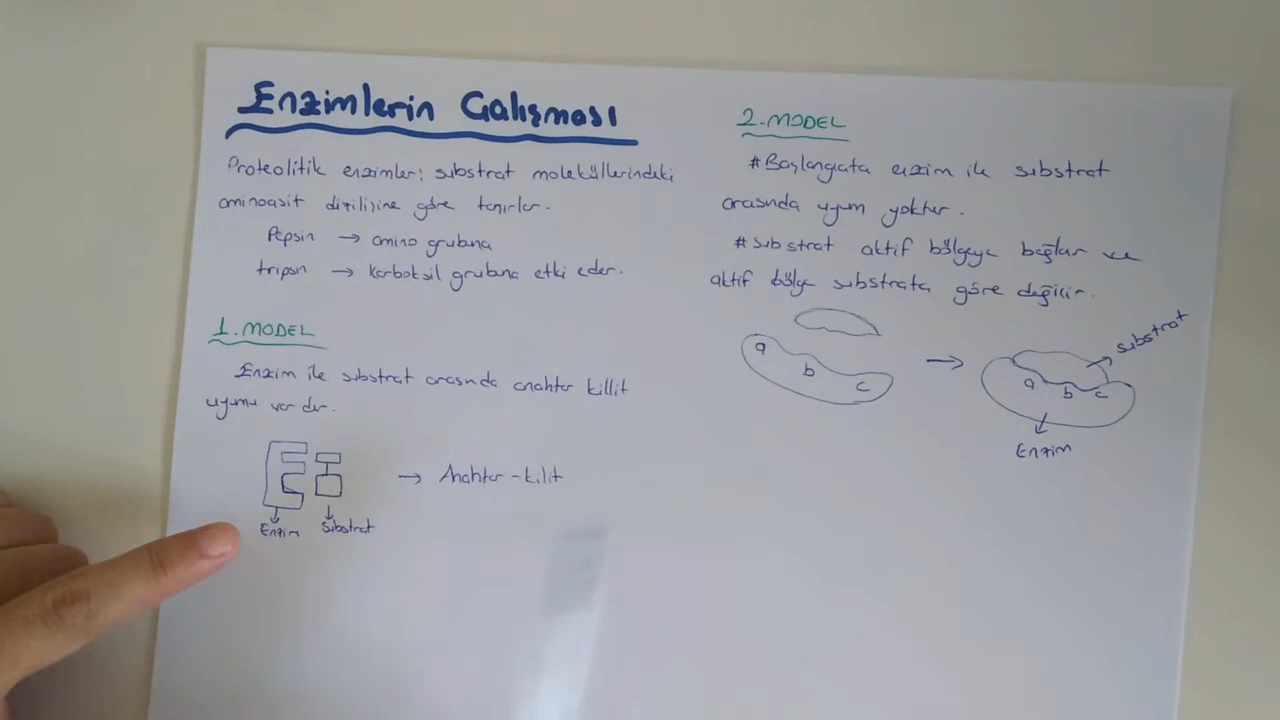 Enzimlerin Çalışması
Proteolitik enzimler; substrat moleküllerindeki
aminoasit dizilişine göre tanırlar.
Pepsin → amino grubuna
tripsin → karboksil grubuna etki eder.
1.MODEL
Enzim ile substrat arasında anahtar killit
uyumu vardır.
→ Anahtar-kilit
Enzim
Substrat
2.MODEL
#Başlangıçta enzim ile substrat
arasında uyum yoktur.
#substrat aktif bölgeye bağlar ve
aktif bölge substrata göre değişir.
a
b
c
→
substrat
a
b
c
Enzim